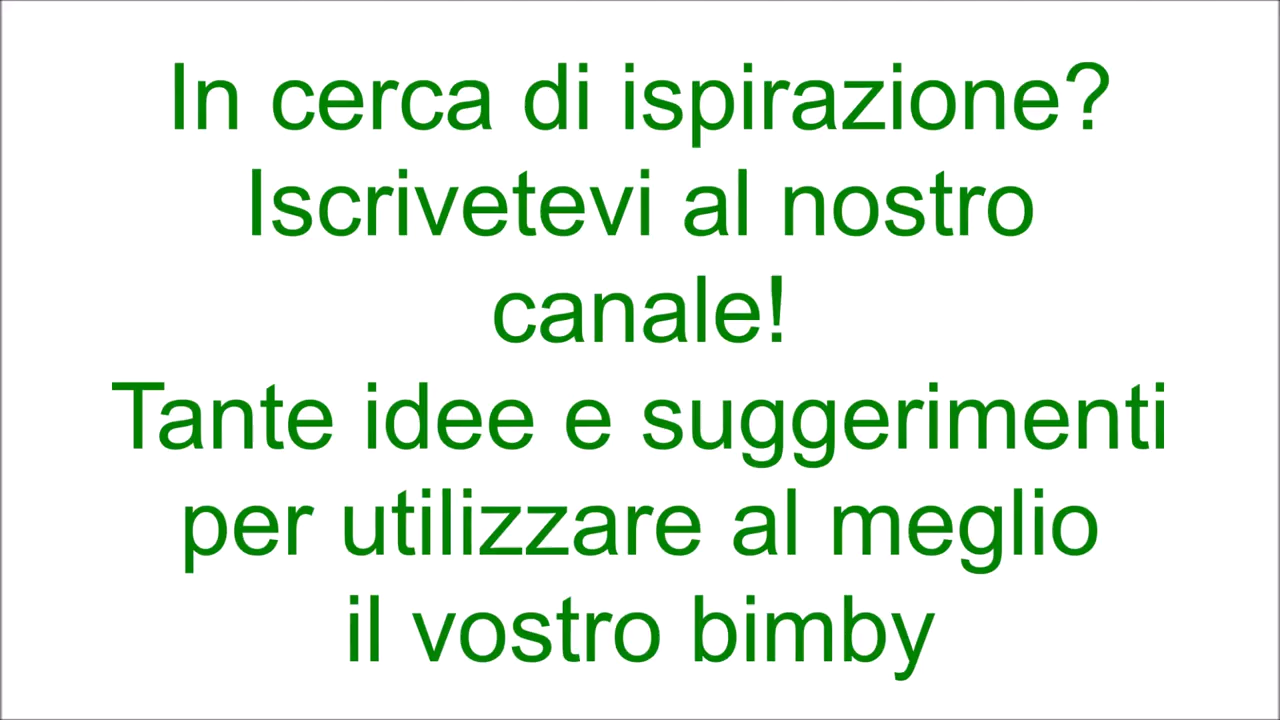 In cerca di ispirazione?
Iscrivetevi al nostro
canale!
Tante idee e suggerimenti
per utilizzare al meglio
il vostro bimby